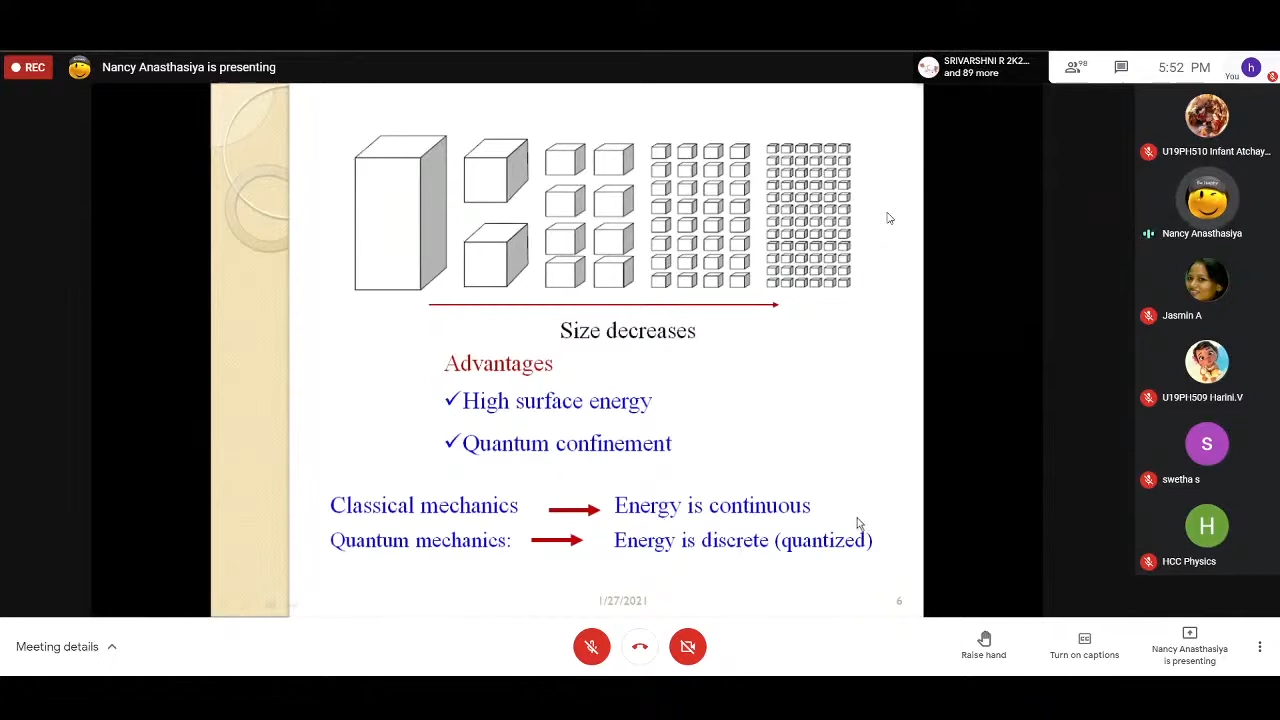 REC
Nancy Anasthasiya is presenting
SRIVARSHNI R 2K2...
and 89 more
98
5:52 PM
You
h
U19PH510 Infant Atchay...
Nancy Anasthasiya
Jasmin A
U19PH509 Harini.V
S
swetha s
H
HCC Physics
Size decreases
Advantages
✓High surface energy
✓Quantum confinement
Classical mechanics → Energy is continuous
Quantum mechanics: → Energy is discrete (quantized)
1/27/2021
6
Meeting details
Raise hand
CC
Turn on captions
Nancy Anasthasiya
is presenting